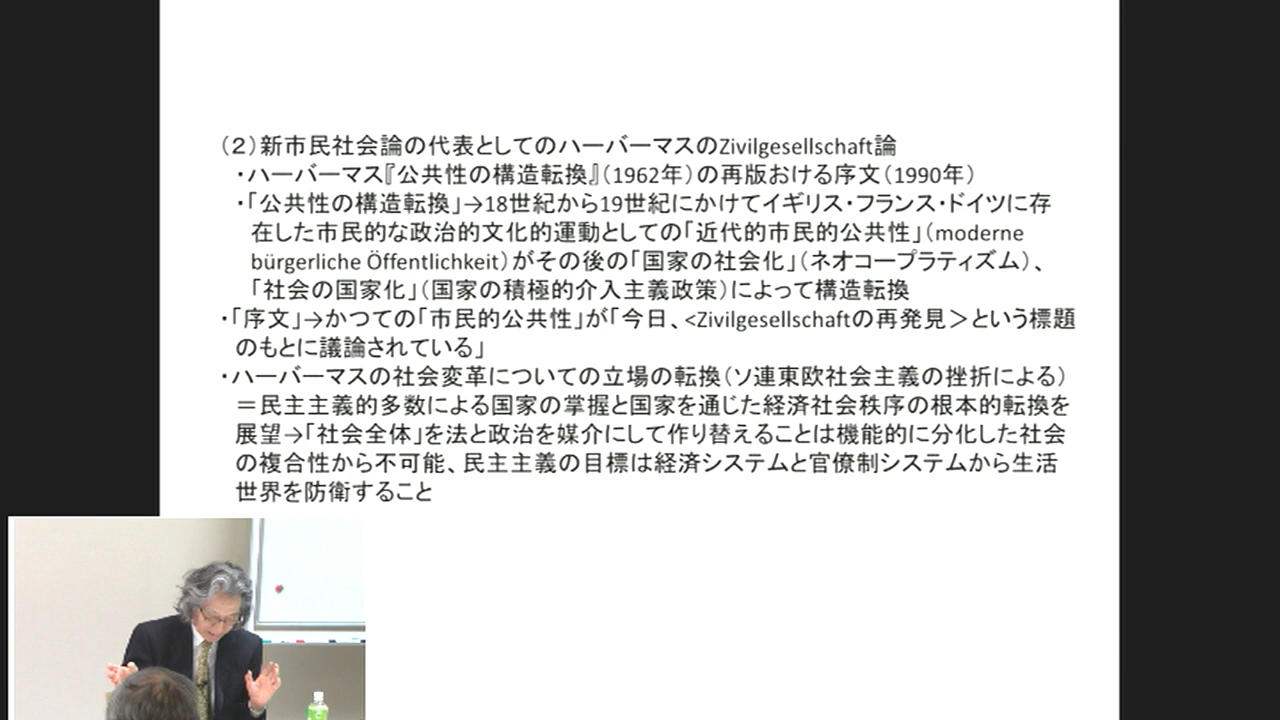 （２）新市民社会論の代表としてのハーバーマスのZivilgesellschaft論
・ハーバーマス『公共性の構造転換』（1962年）の再版おける序文（1990年）
・「公共性の構造転換」→18世紀から19世紀にかけてイギリス・フランス・ドイツに存
在した市民的な政治的文化的運動としての「近代的市民的公共性」（moderne
bürgerliche Öffentlichkeit）がその後の「国家の社会化」（ネオコープラティズム）、
「社会の国家化」（国家の積極的介入主義政策）によって構造転換
・「序文」→かつての「市民的公共性」が「今日、<Zivilgesellschaftの再発見＞という標題
のもとに議論されている」
・ハーバーマスの社会変革についての立場の転換（ソ連東欧社会主義の挫折による）
＝民主主義的多数による国家の掌握と国家を通じた経済社会秩序の根本的転換を
展望→「社会全体」を法と政治を媒介にして作り替えることは機能的に分化した社会
の複合性から不可能、民主主義の目標は経済システムと官僚制システムから生活
世界を防衛すること